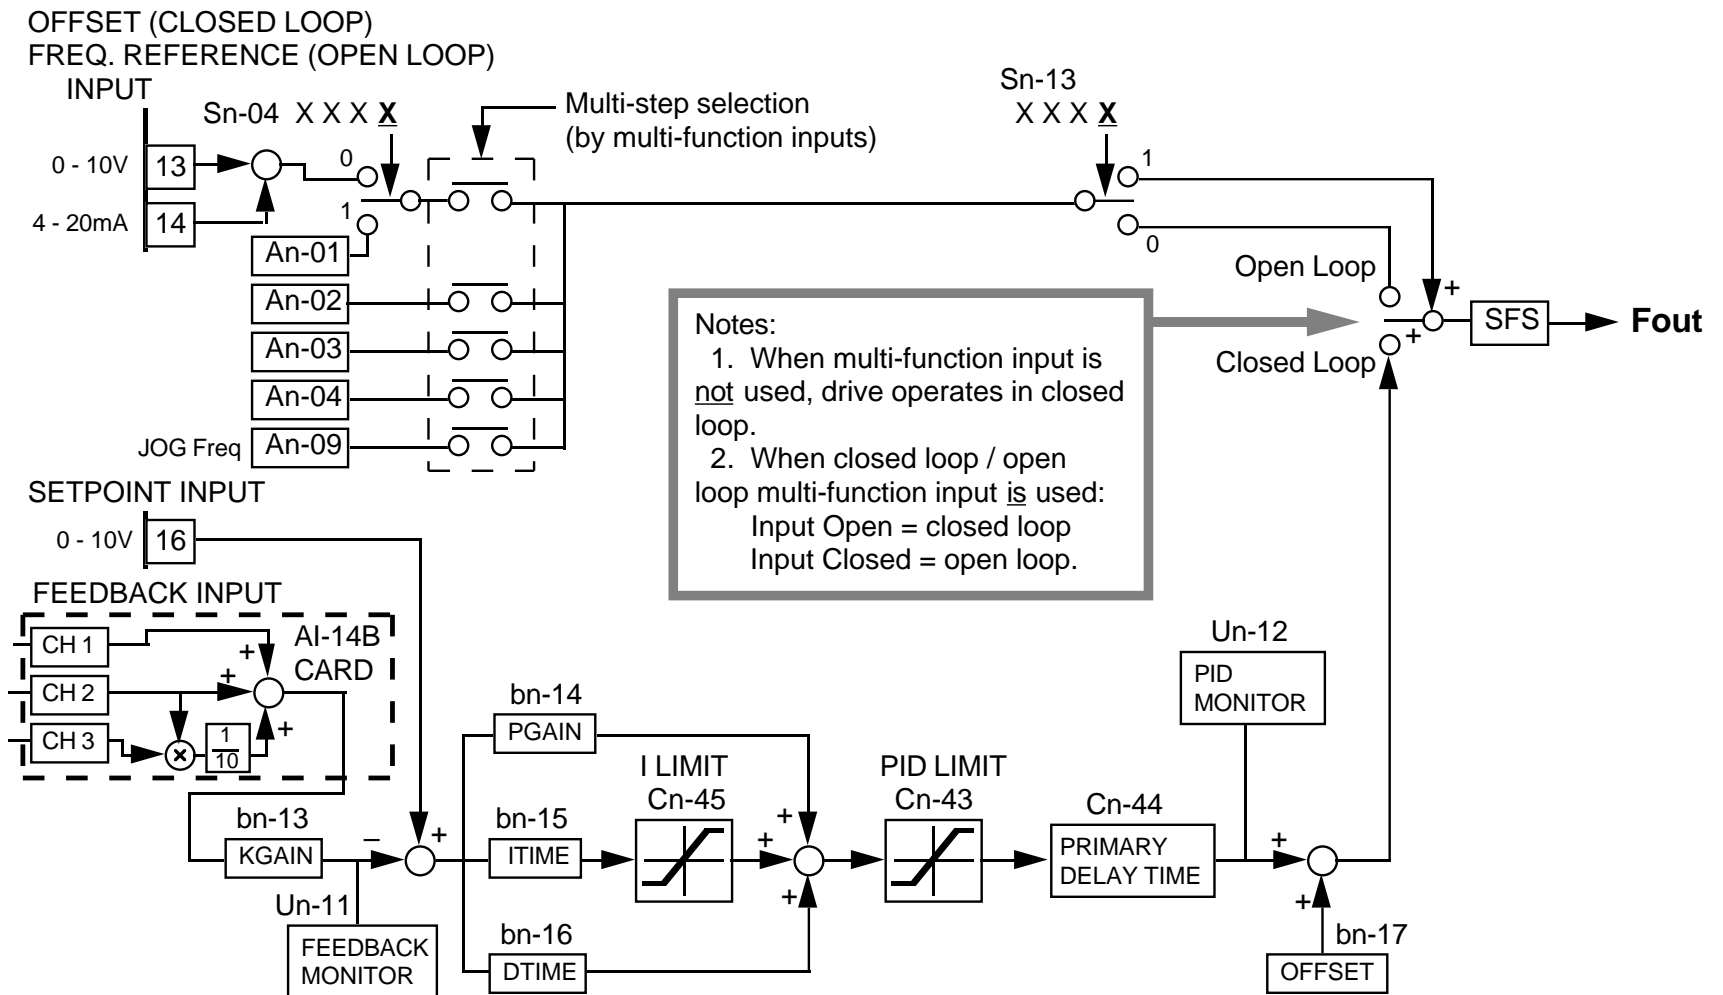 OFFSET (CLOSED LOOP)
FREQ. REFERENCE (OPEN LOOP)
INPUT
Sn-04 X X X X
Multi-step selection
(by multi-function inputs)
Sn-13
X X X X
0 - 10V 13
4 - 20mA 14
0
1
An-01
An-02
An-03
An-04
JOG Freq An-09
1
0
Open Loop
Closed Loop
+
+
SFS
Fout
Notes:
1. When multi-function input is
not used, drive operates in closed
loop.
2. When closed loop / open
loop multi-function input is used:
Input Open = closed loop
Input Closed = open loop.
SETPOINT INPUT
0 - 10V 16
FEEDBACK INPUT
AI-14B
CARD
CH 1
CH 2
CH 3
+
+
+
x
1
10
bn-13
KGAIN
–
+
Un-11
FEEDBACK
MONITOR
bn-14
PGAIN
bn-15
ITIME
bn-16
DTIME
I LIMIT
Cn-45
+
+
+
PID LIMIT
Cn-43
Cn-44
PRIMARY
DELAY TIME
Un-12
PID
MONITOR
+
+
bn-17
OFFSET